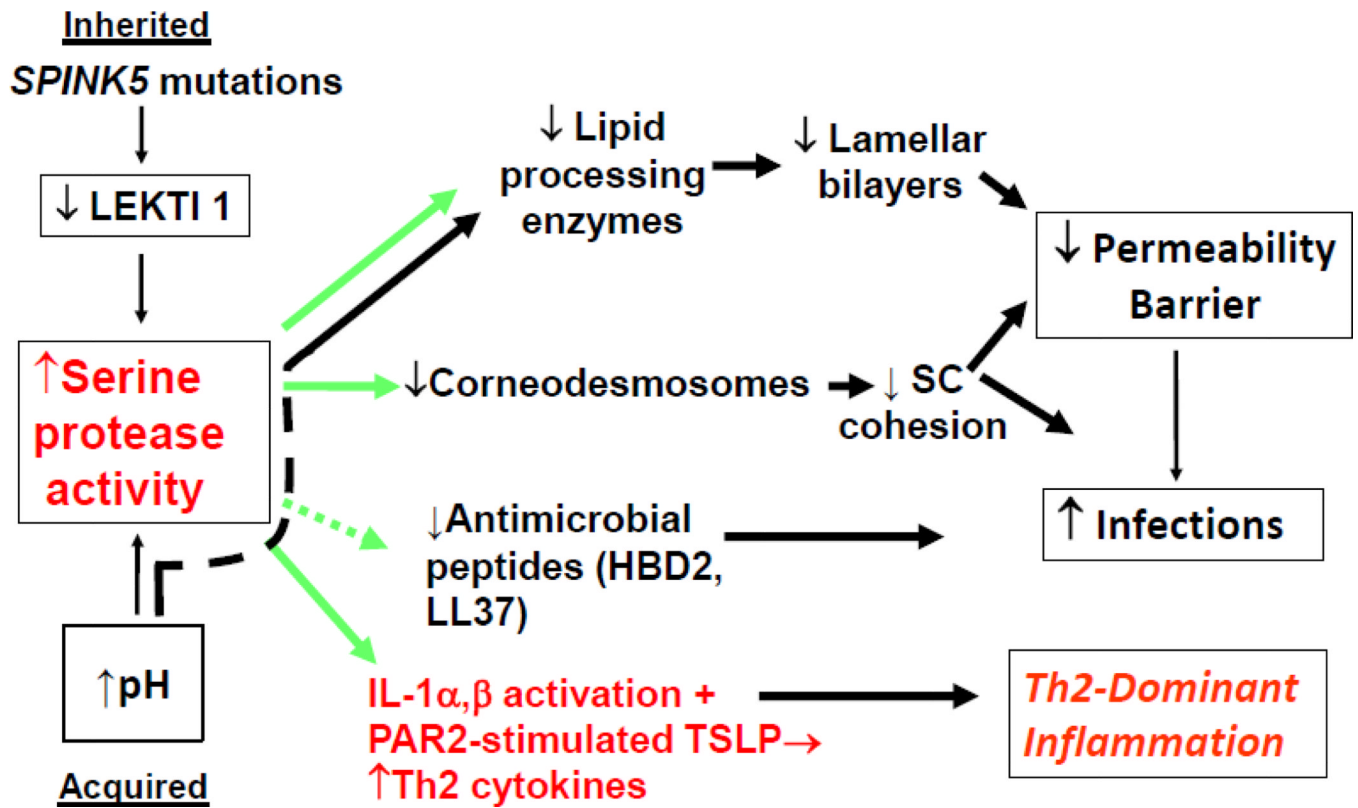 Inherited
SPINK5 mutations
↓ LEKTI 1
↑Serine
protease
activity
↑pH
Acquired
↓ Lipid
processing
enzymes
↓ Lamellar
bilayers
↓ Permeability
Barrier
↓Corneodesmosomes
↓ SC
cohesion
↓Antimicrobial
peptides (HBD2,
LL37)
↑ Infections
IL-1α,β activation +
PAR2-stimulated TSLP→
↑Th2 cytokines
Th2-Dominant
Inflammation